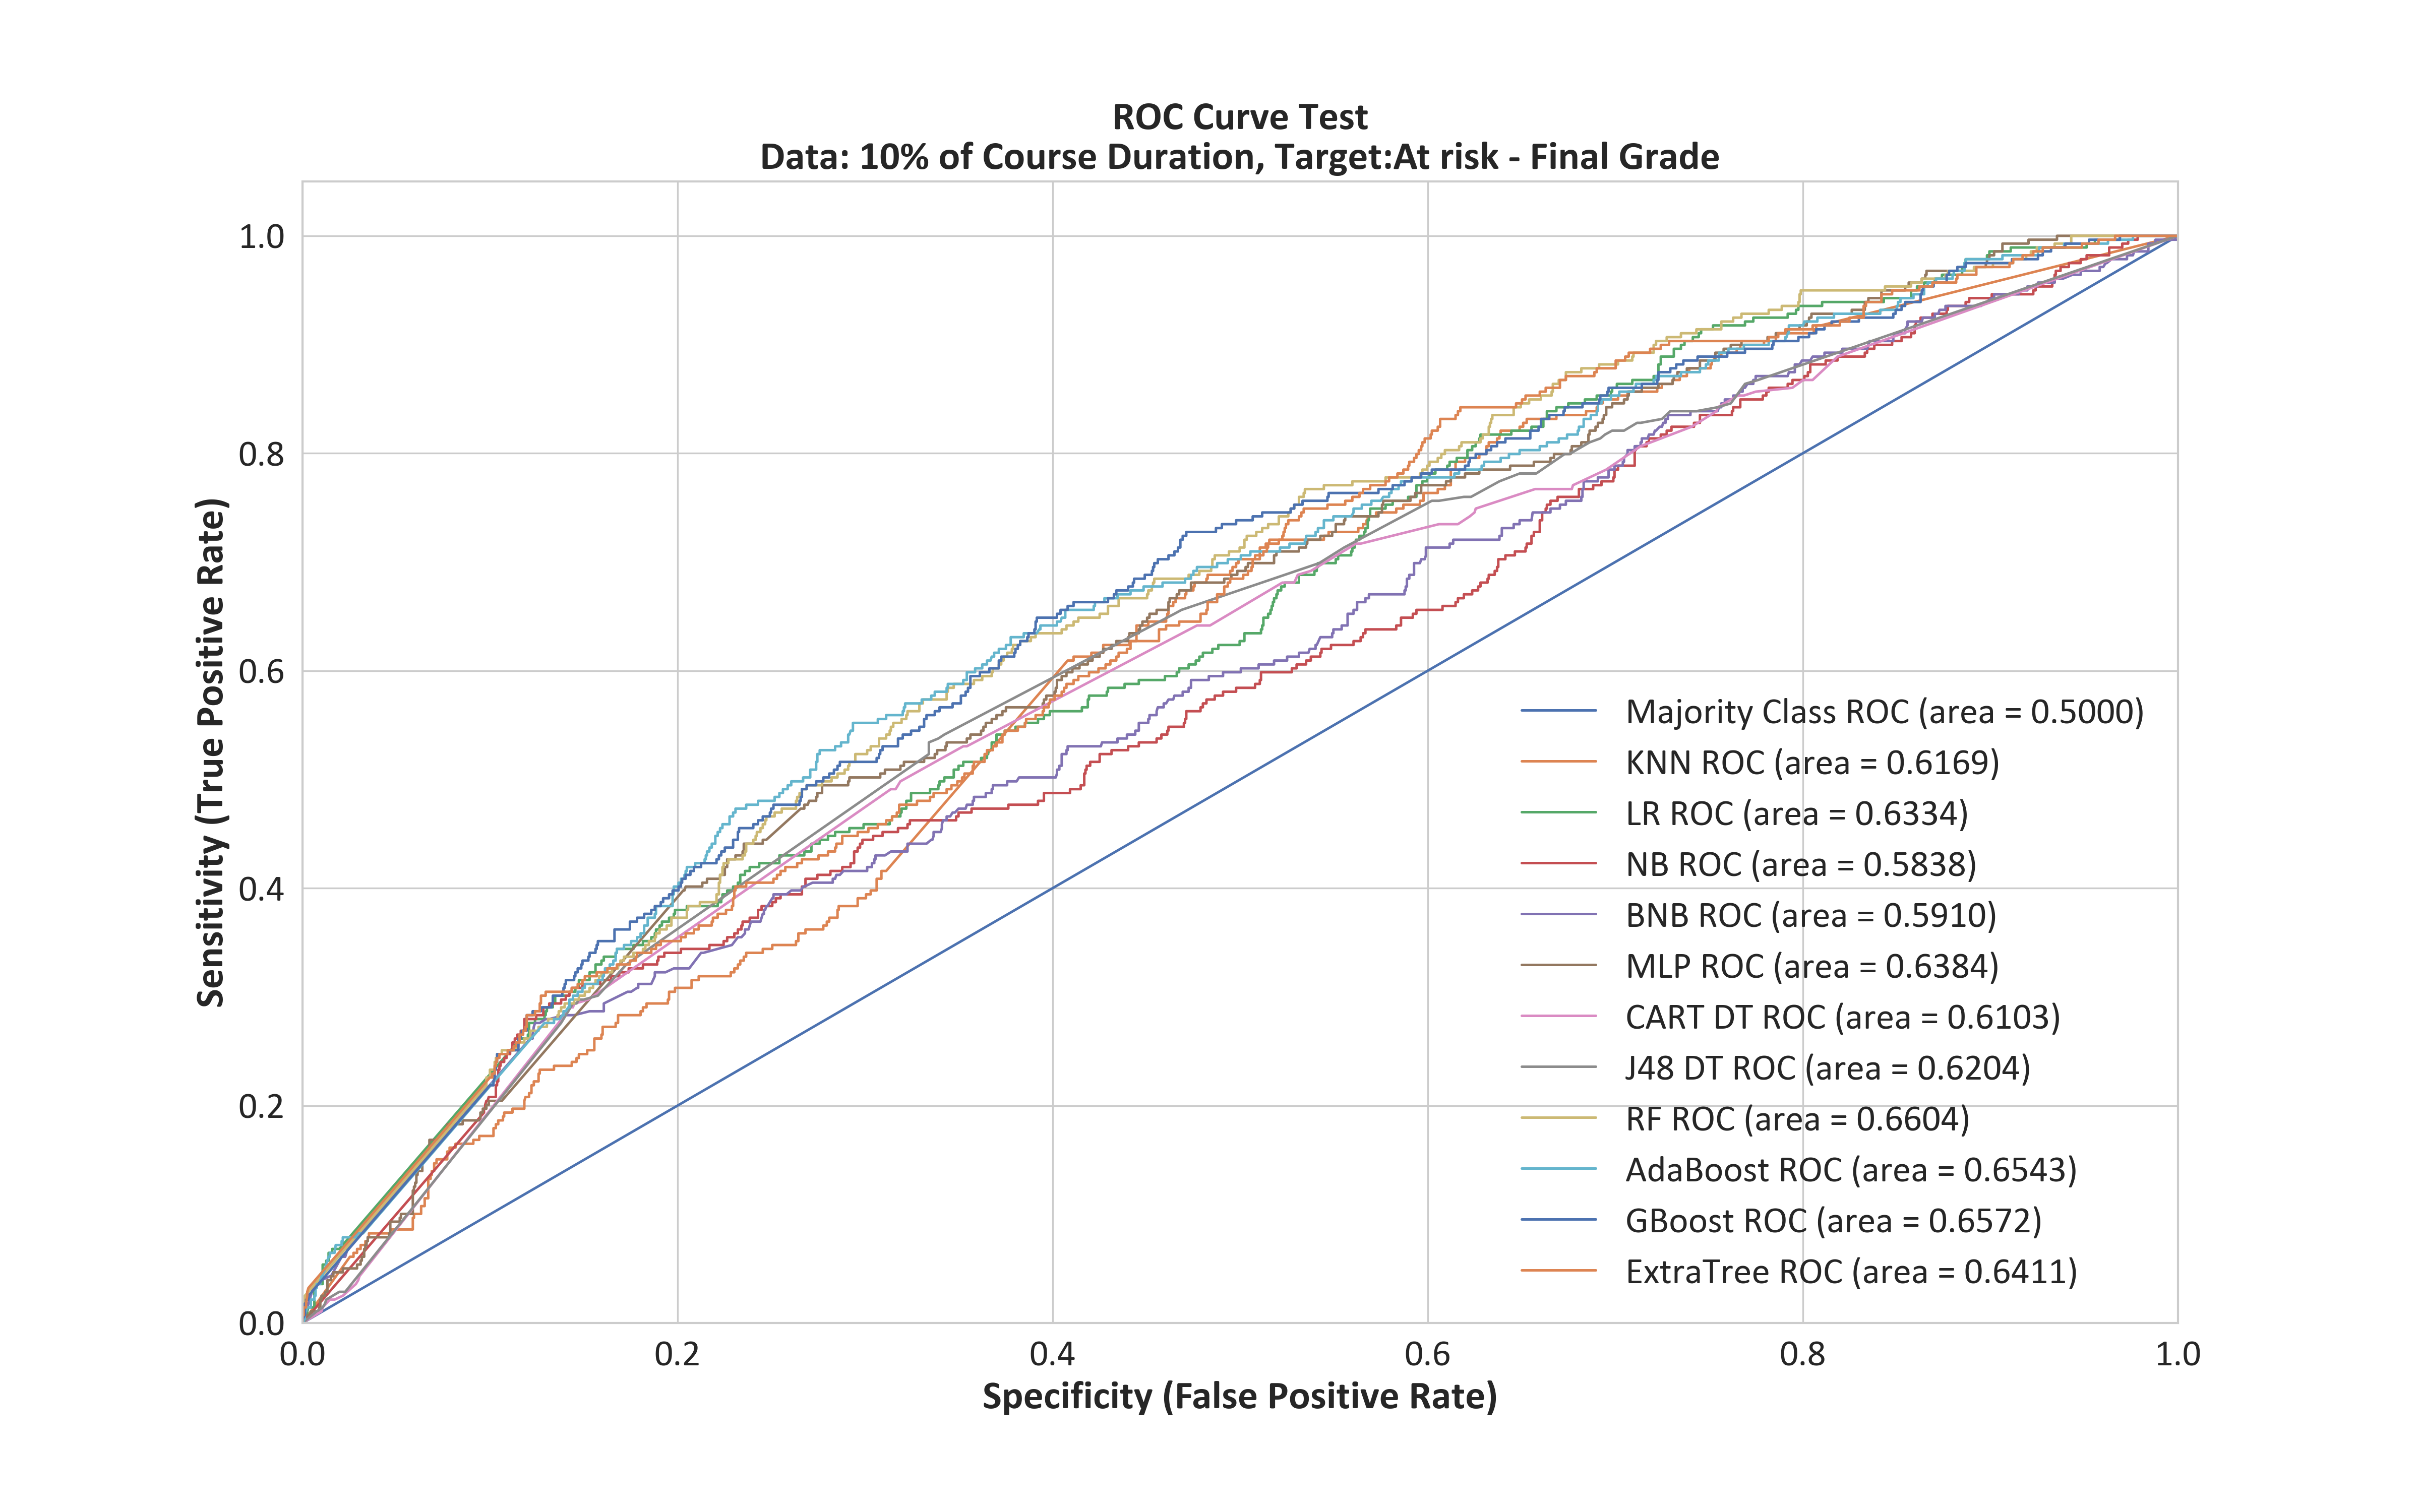 ROC Curve Test
Data: 10% of Course Duration, Target:At risk - Final Grade
Sensitivity (True Positive Rate)
1.0
0.8
0.6
0.4
0.2
0.0
Majority Class ROC (area = 0.5000)
KNN ROC (area = 0.6169)
LR ROC (area = 0.6334)
NB ROC (area = 0.5838)
BNB ROC (area = 0.5910)
MLP ROC (area = 0.6384)
CART DT ROC (area = 0.6103)
J48 DT ROC (area = 0.6204)
RF ROC (area = 0.6604)
AdaBoost ROC (area = 0.6543)
GBoost ROC (area = 0.6572)
ExtraTree ROC (area = 0.6411)
0.0 0.2 0.4 0.6 0.8 1.0
Specificity (False Positive Rate)